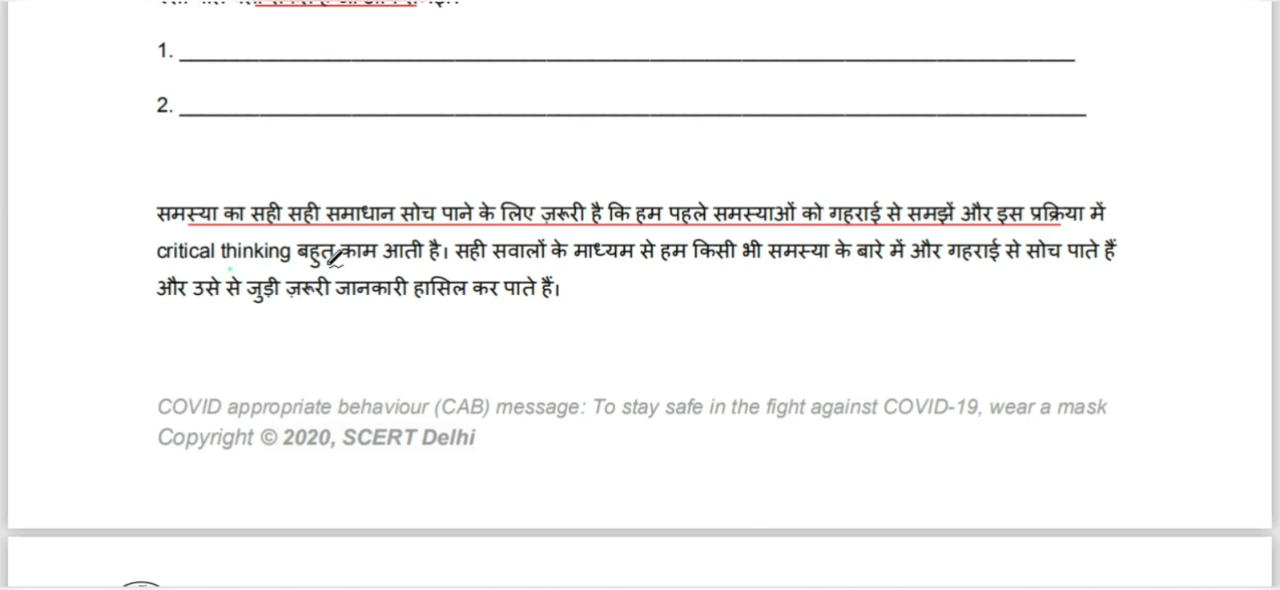 1.
2.
समस्या का सही सही समाधान सोच पाने के लिए ज़रूरी है कि हम पहले समस्याओं को गहराई से समझें और इस प्रक्रिया में
critical thinking बहुत काम आती है। सही सवालों के माध्यम से हम किसी भी समस्या के बारे में और गहराई से सोच पाते हैं
और उसे से जुड़ी ज़रूरी जानकारी हासिल कर पाते हैं।
COVID appropriate behaviour (CAB) message: To stay safe in the fight against COVID-19, wear a mask
Copyright © 2020, SCERT Delhi